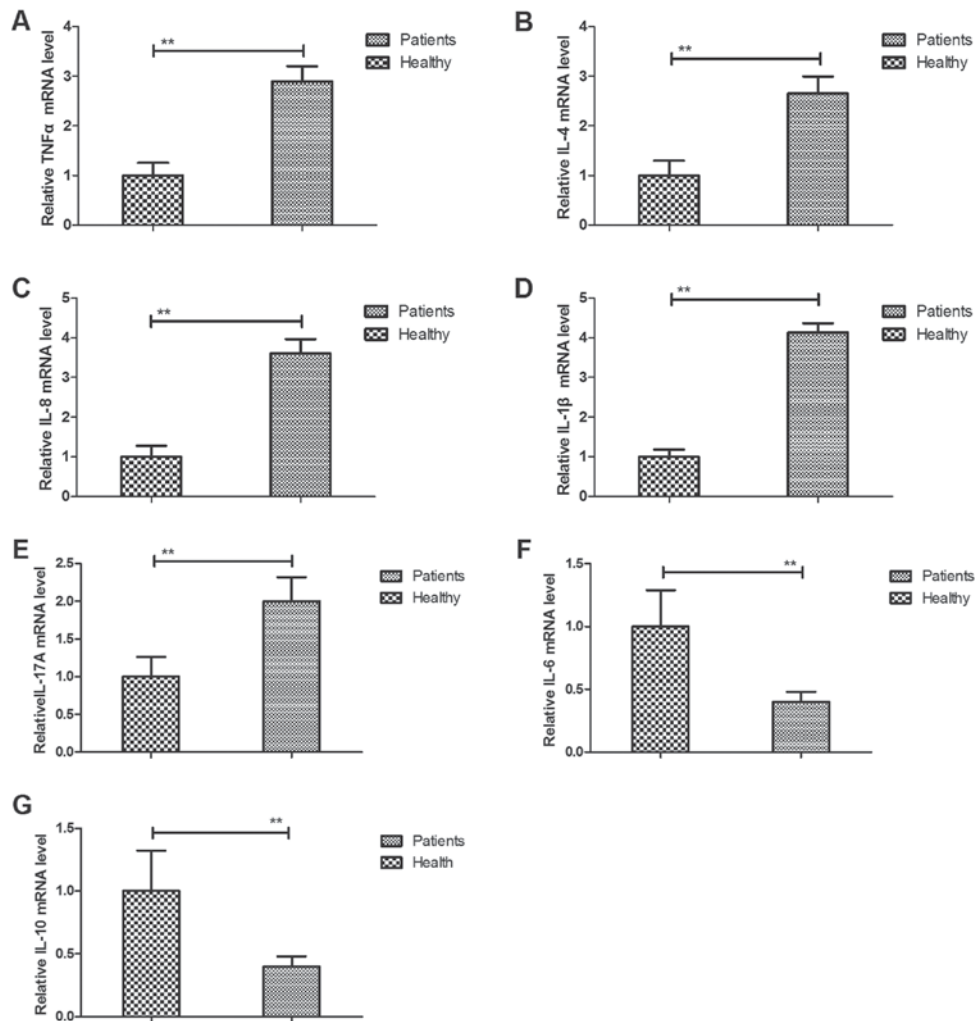 A
Relative TNFα mRNA level
4
3
2
1
0
**
Patients
Healthy
B
Relative IL-4 mRNA level
4
3
2
1
0
**
Patients
Healthy
C
Relative IL-8 mRNA level
5
4
3
2
1
0
**
Patients
Healthy
D
Relative IL-1β mRNA level
5
4
3
2
1
0
**
Patients
Healthy
E
RelativeIL-17A mRNA level
2.5
2.0
1.5
1.0
0.5
0.0
**
Patients
Healthy
F
Relative IL-6 mRNA level
1.5
1.0
0.5
0.0
**
Patients
Healthy
G
Relative IL-10 mRNA level
1.5
1.0
0.5
0.0
**
Patients
Health